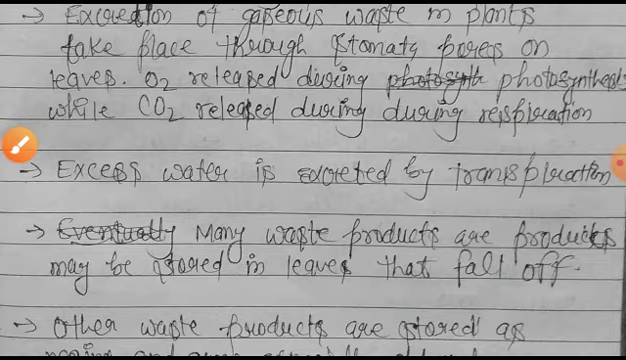 → Excretion of gaseous waste in plants
take place through stomata pores on
leaves. O2 released during photosynthesis
while CO2 released during during respiration
→ Excess water is excreted by transpiration
→ Eventually Many waste products are products
may be stored in leaves that fall off.
→ Other waste products are stored as